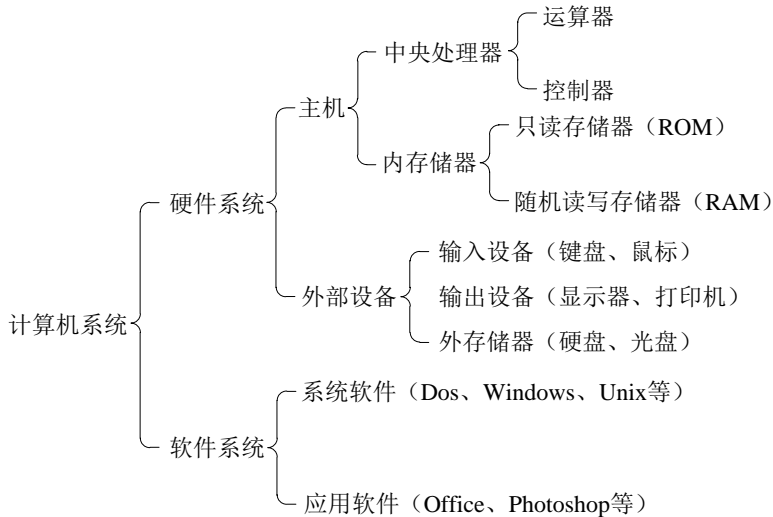 运算器
中央处理器
控制器
主机
只读存储器（ROM）
内存储器
随机读写存储器（RAM）
硬件系统
输入设备（键盘、鼠标）
外部设备
输出设备（显示器、打印机）
计算机系统
外存储器（硬盘、光盘）
系统软件（Dos、Windows、Unix等）
软件系统
应用软件（Office、Photoshop等）